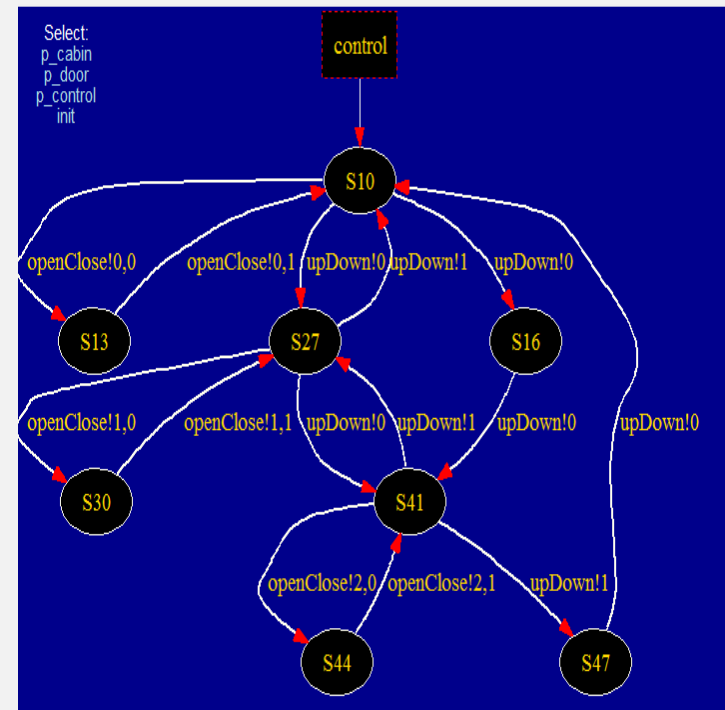 Select:
p_cabin
p_door
p_control
init
control
S10
openClose!0,0
openClose!0,1
upDown!0
upDown!1
upDown!0
S13
S27
S16
openClose!1,0
openClose!1,1
upDown!0
upDown!1
upDown!0
upDown!0
S30
S41
openClose!2,0
openClose!2,1
upDown!1
S44
S47